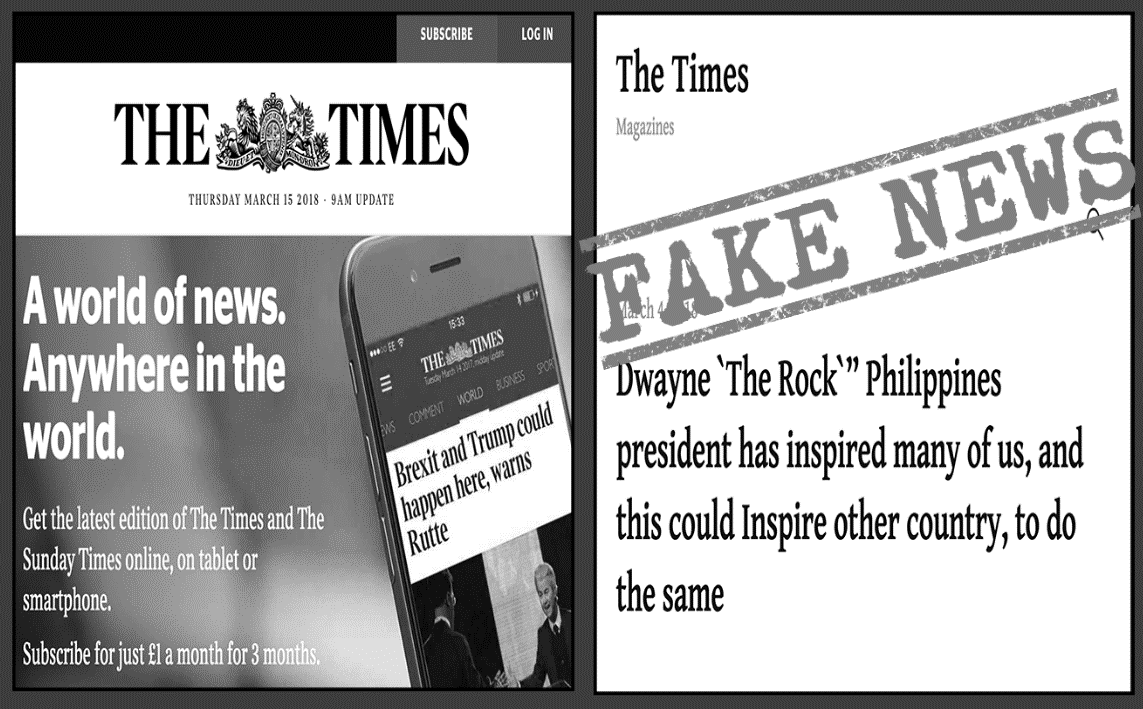 SUBSCRIBE LOG IN
THE TIMES
DIEU ET MON DROIT
THURSDAY MARCH 15 2018 · 9AM UPDATE
A world of news.
Anywhere in the
world.
Get the latest edition of The Times and The
Sunday Times online, on tablet or
smartphone.
Subscribe for just £1 a month for 3 months.
EE
15:33
THE TIMES
Tuesday March 14 2017, midday update
COMMENT WORLD BUSINESS
Brexit and Trump could
happen here, warns
Rutte
The Times
Magazines
FAKE NEWS
March 4
Dwayne `The Rock`” Philippines
president has inspired many of us, and
this could Inspire other country, to do
the same